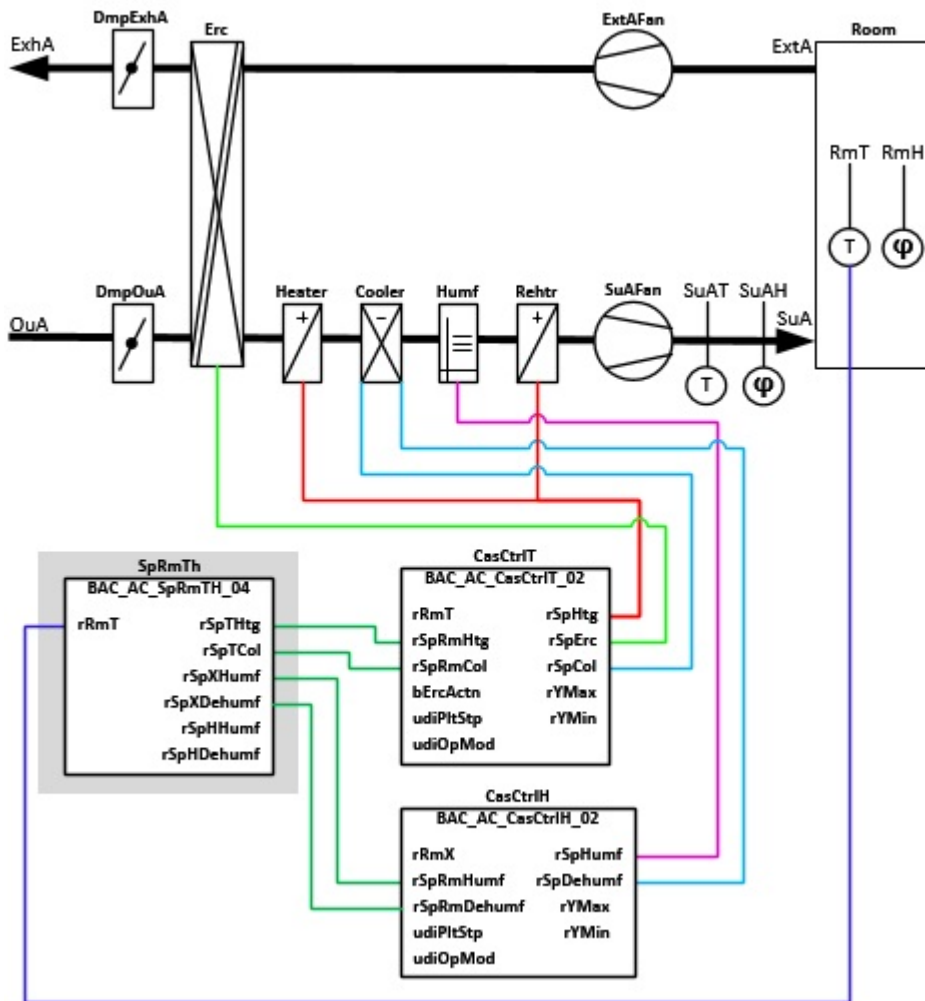 DmpExhA
Erc
ExtAFan
Room
ExhA
ExtA
RmT
RmH
T
φ
DmpOuA
Heater
Cooler
Humf
Rehtr
SuAFan
SuAT
SuAH
OuA
SuA
+
−
+
T
φ
SpRmTh
BAC_AC_SpRmTH_04
rRmT
rSpTHtg
rSpTCol
rSpXHumf
rSpXDehumf
rSpHHumf
rSpHDehumf
CasCtrlT
BAC_AC_CasCtrlT_02
rRmT
rSpHtg
rSpRmHtg
rSpErc
rSpRmCol
rSpCol
bErcActn
rYMax
udiPltStp
rYMin
udiOpMod
CasCtrlH
BAC_AC_CasCtrlH_02
rRmX
rSpHumf
rSpRmHumf
rSpDehumf
rSpRmDehumf
rYMax
udiPltStp
rYMin
udiOpMod